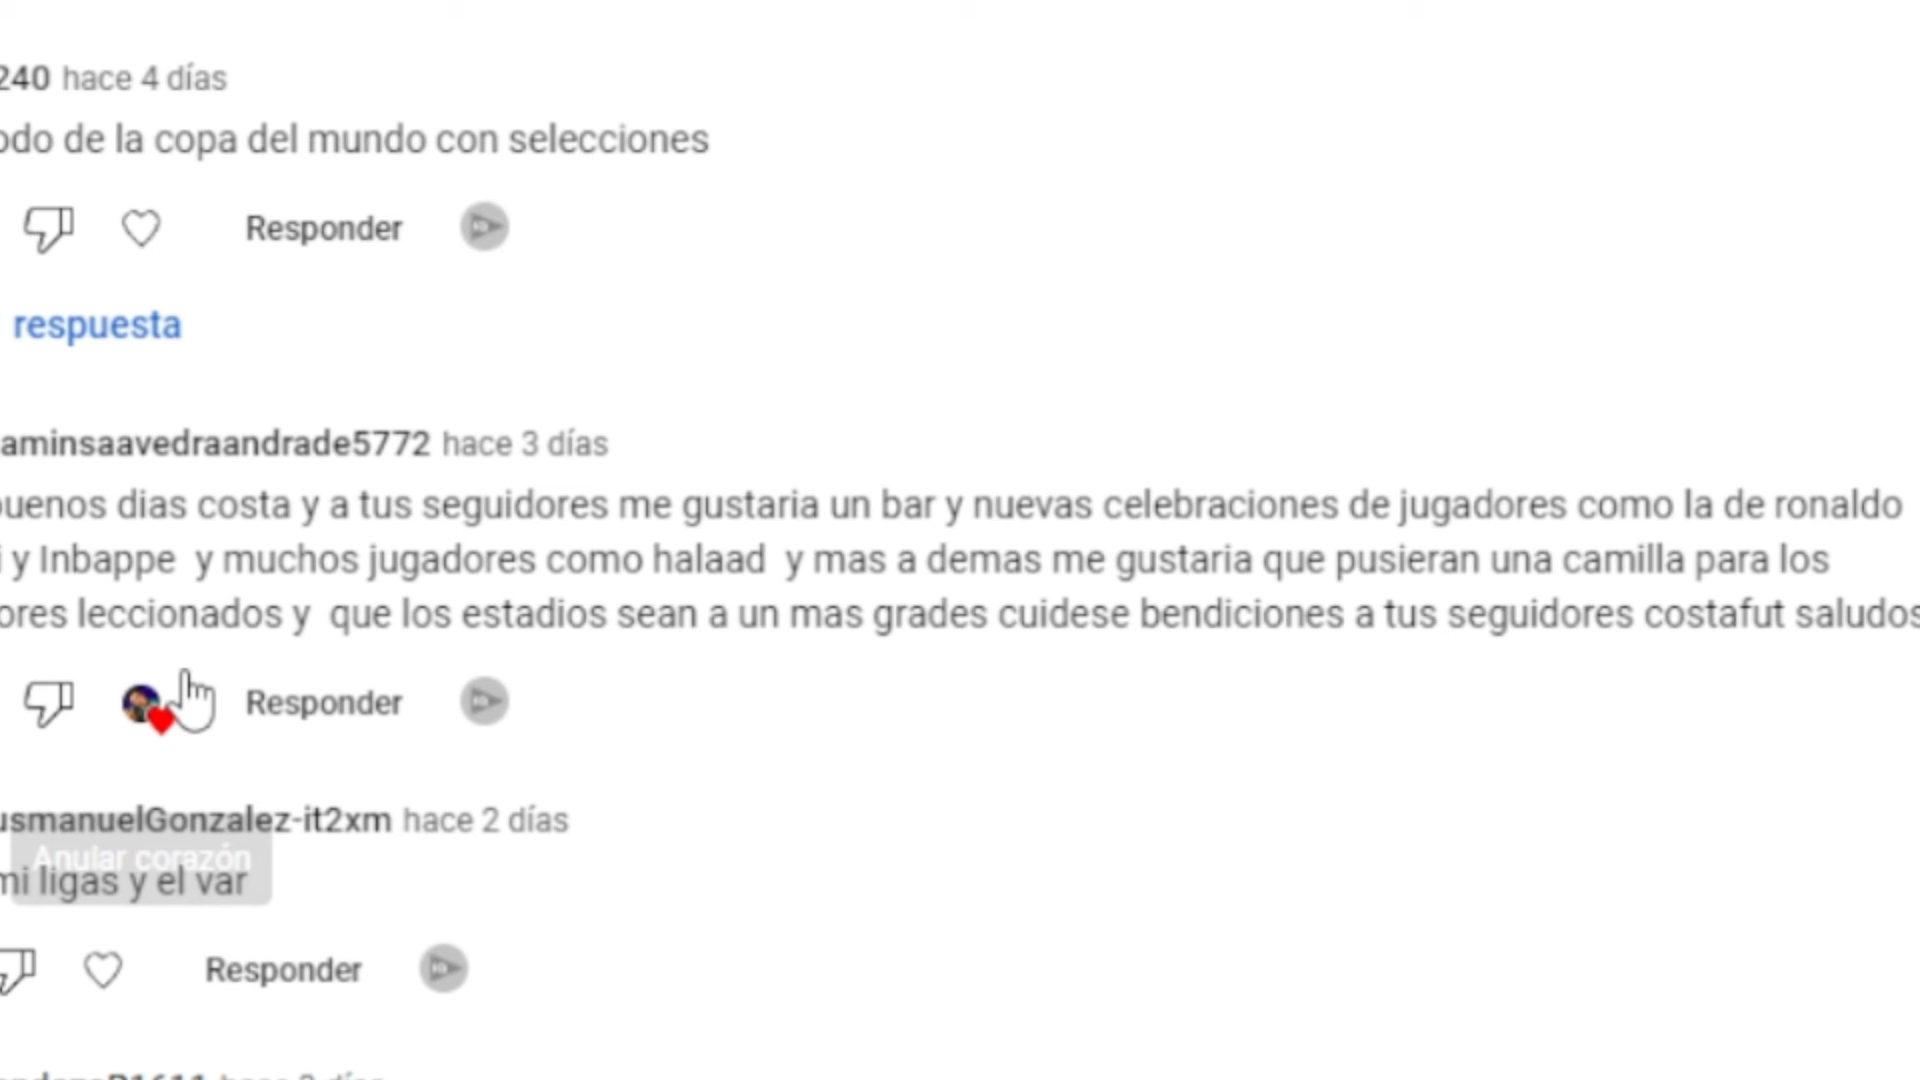 240 hace 4 días
odo de la copa del mundo con selecciones
Responder
respuesta
aminsaavedraandrade5772 hace 3 días
buenos dias costa y a tus seguidores me gustaria un bar y nuevas celebraciones de jugadores como la de ronaldo
i y Inbappe y muchos jugadores como halaad y mas a demas me gustaria que pusieran una camilla para los
ores leccionados y que los estadios sean a un mas grades cuidese bendiciones a tus seguidores costafut saludos
Responder
usmanuelGonzalez-it2xm hace 2 días
Anular corazón
mi ligas y el var
Responder